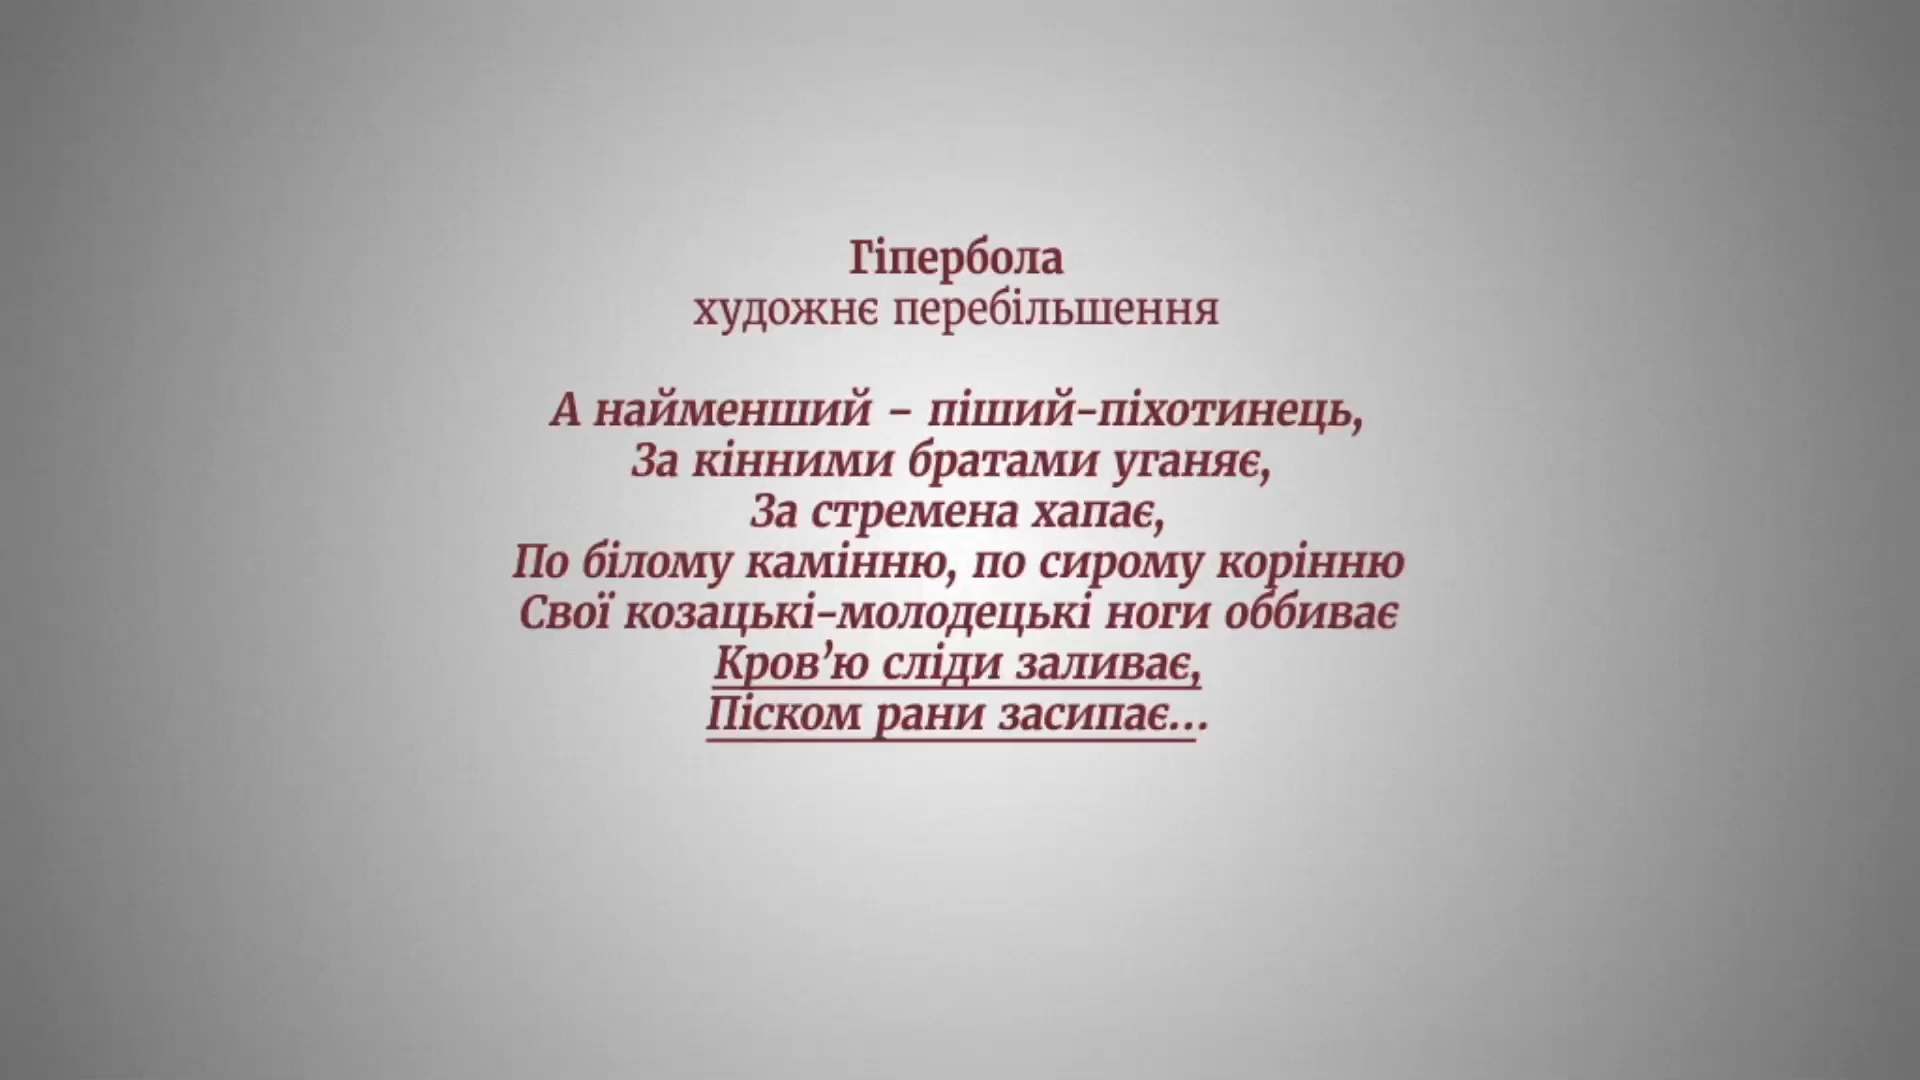 Гіпербола
художнє перебільшення
А найменший – піший-піхотинець,
За кінними братами уганяє,
За стремена хапає,
По білому камінню, по сирому корінню
Свої козацькі-молодецькі ноги оббиває
Кров’ю сліди заливає,
Піском рани засипає...